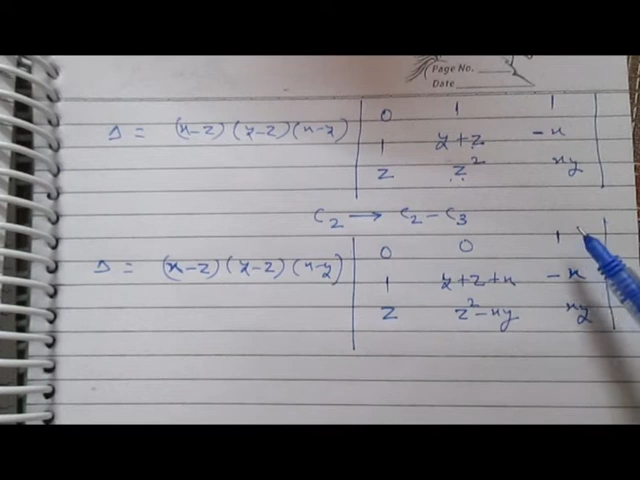 Page No.
Date
Δ = (x-z) (y-z) (x-y) | 0 1 1 |
| 1 y+z -x |
| z z² xy |
C₂ → C₂-C₃
Δ = (x-z) (y-z) (x-y) | 0 0 1 |
| 1 y+z+x -x |
| z z²-xy xy |